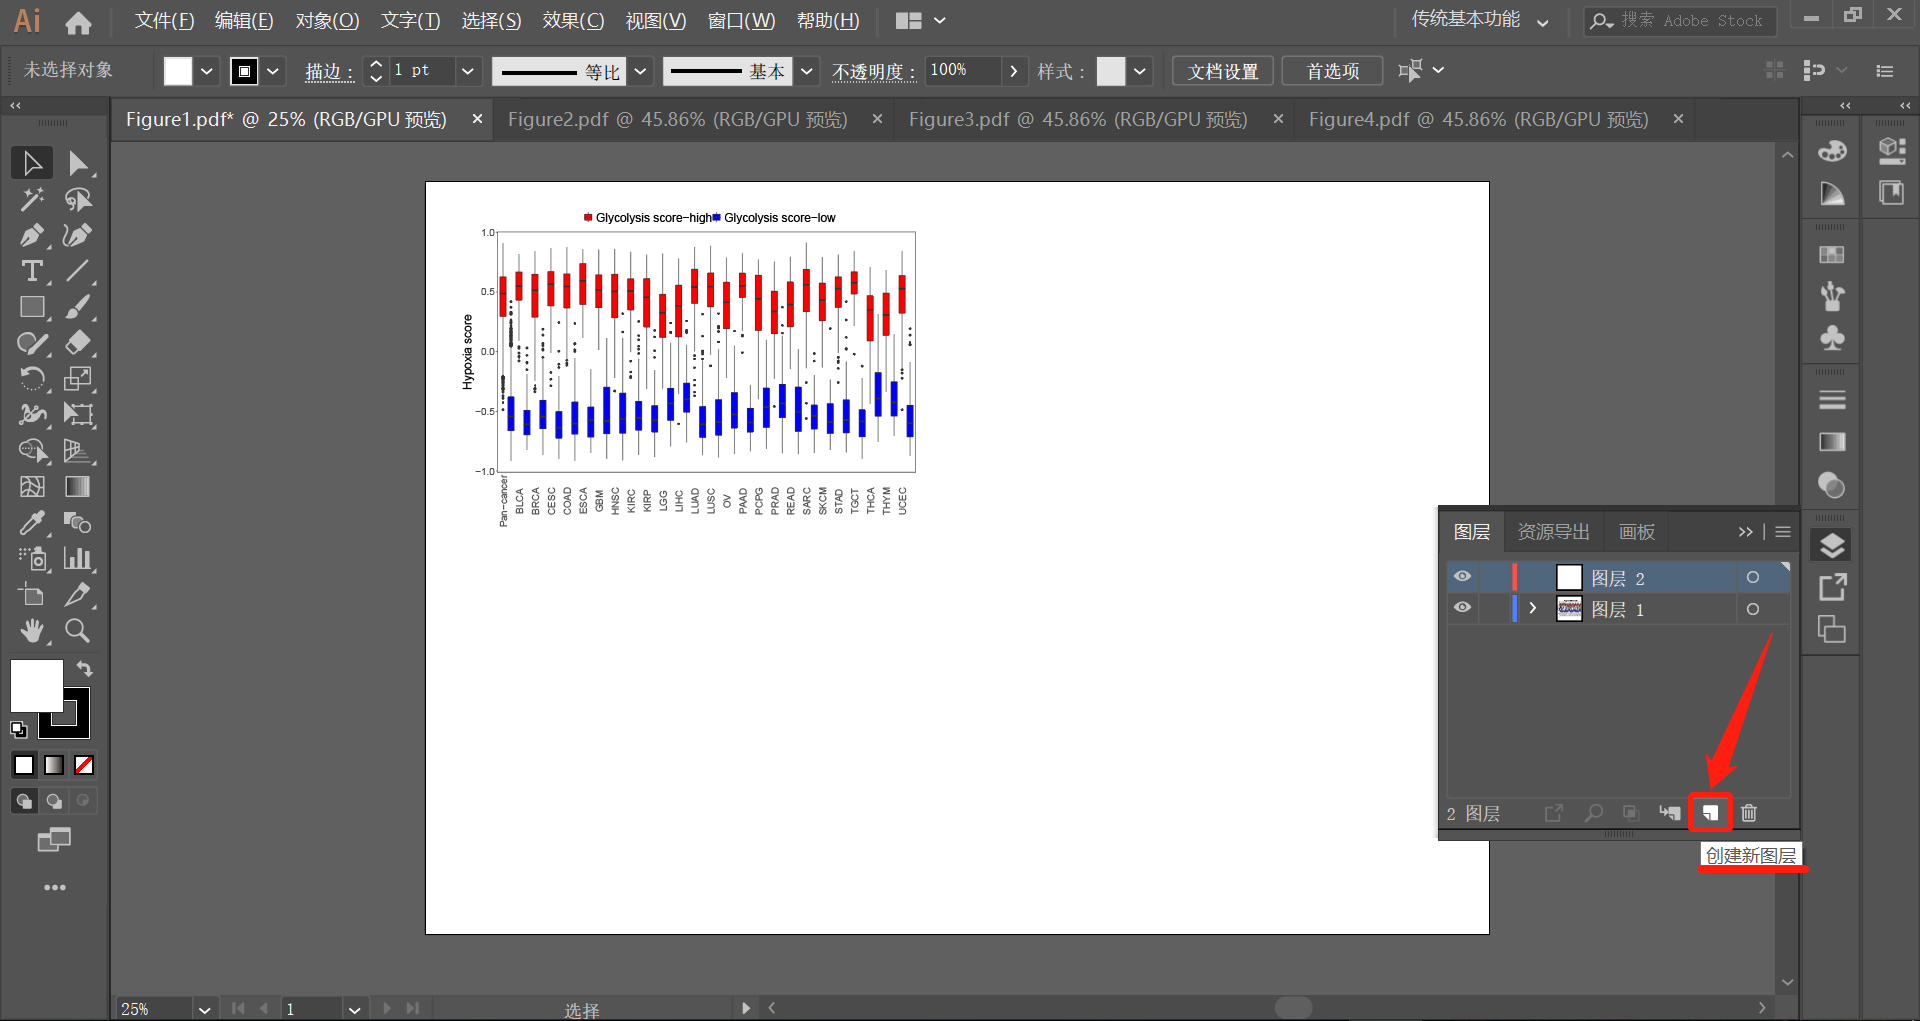 Ai 文件(F) 编辑(E) 对象(O) 文字(T) 选择(S) 效果(C) 视图(V) 窗口(W) 帮助(H) 传统基本功能 搜索 Adobe Stock
未选择对象 描边: 1 pt 等比 基本 不透明度: 100% 样式: 文档设置 首选项
Figure1.pdf* @ 25% (RGB/GPU 预览) Figure2.pdf @ 45.86% (RGB/GPU 预览) Figure3.pdf @ 45.86% (RGB/GPU 预览) Figure4.pdf @ 45.86% (RGB/GPU 预览)
Glycolysis score−high Glycolysis score−low
1.0
0.5
0.0
−0.5
−1.0
Hypoxia score
Pan−cancer
BLCA
BRCA
CESC
COAD
ESCA
GBM
HNSC
KIRC
KIRP
LGG
LIHC
LUAD
LUSC
OV
PAAD
PCPG
PRAD
READ
SARC
SKCM
STAD
TGCT
THCA
THYM
UCEC
图层 资源导出 画板
图层 2
图层 1
2 图层
创建新图层
25% 1 选择